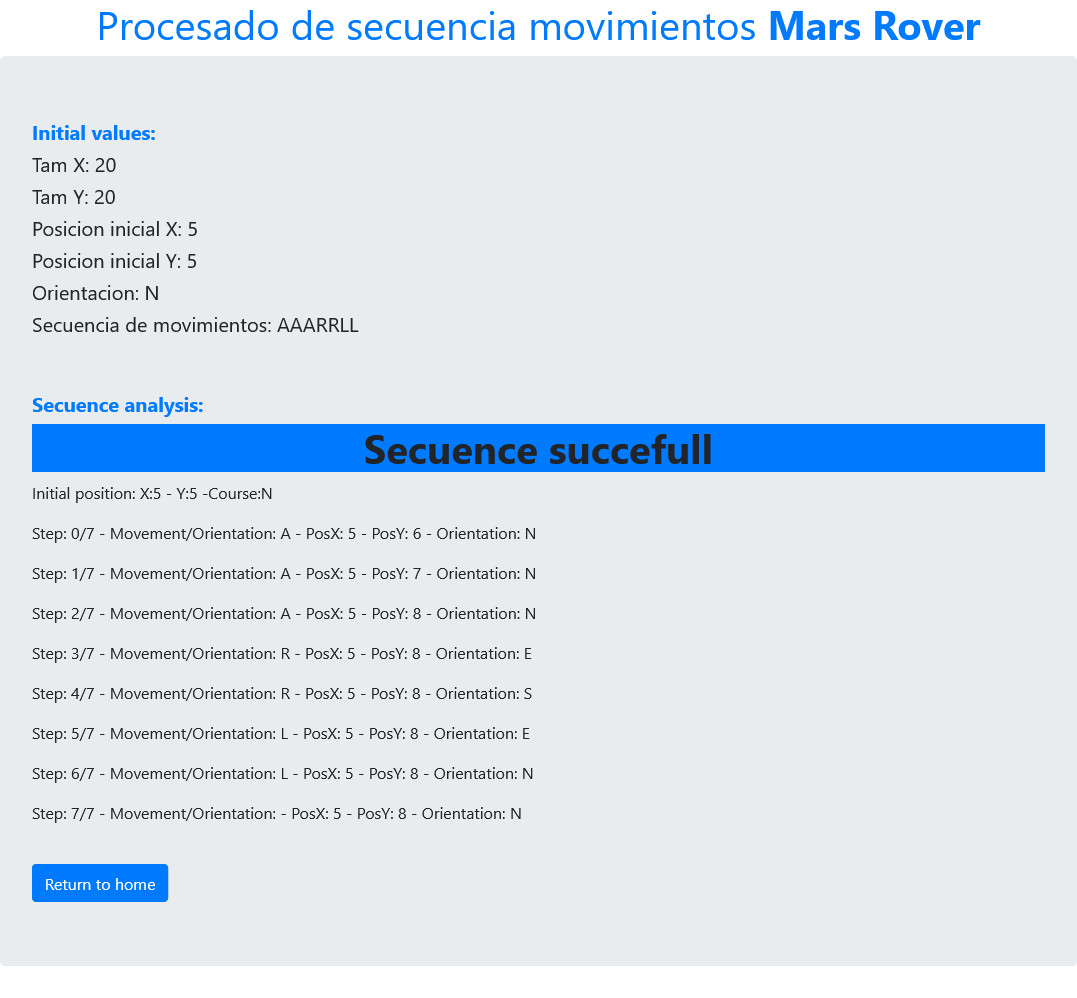 Procesado de secuencia movimientos Mars Rover
Initial values:
Tam X: 20
Tam Y: 20
Posicion inicial X: 5
Posicion inicial Y: 5
Orientacion: N
Secuencia de movimientos: AAARRLL
Secuence analysis:
Secuence succefull
Initial position: X:5 - Y:5 -Course:N
Step: 0/7 - Movement/Orientation: A - PosX: 5 - PosY: 6 - Orientation: N
Step: 1/7 - Movement/Orientation: A - PosX: 5 - PosY: 7 - Orientation: N
Step: 2/7 - Movement/Orientation: A - PosX: 5 - PosY: 8 - Orientation: N
Step: 3/7 - Movement/Orientation: R - PosX: 5 - PosY: 8 - Orientation: E
Step: 4/7 - Movement/Orientation: R - PosX: 5 - PosY: 8 - Orientation: S
Step: 5/7 - Movement/Orientation: L - PosX: 5 - PosY: 8 - Orientation: E
Step: 6/7 - Movement/Orientation: L - PosX: 5 - PosY: 8 - Orientation: N
Step: 7/7 - Movement/Orientation: - PosX: 5 - PosY: 8 - Orientation: N
Return to home